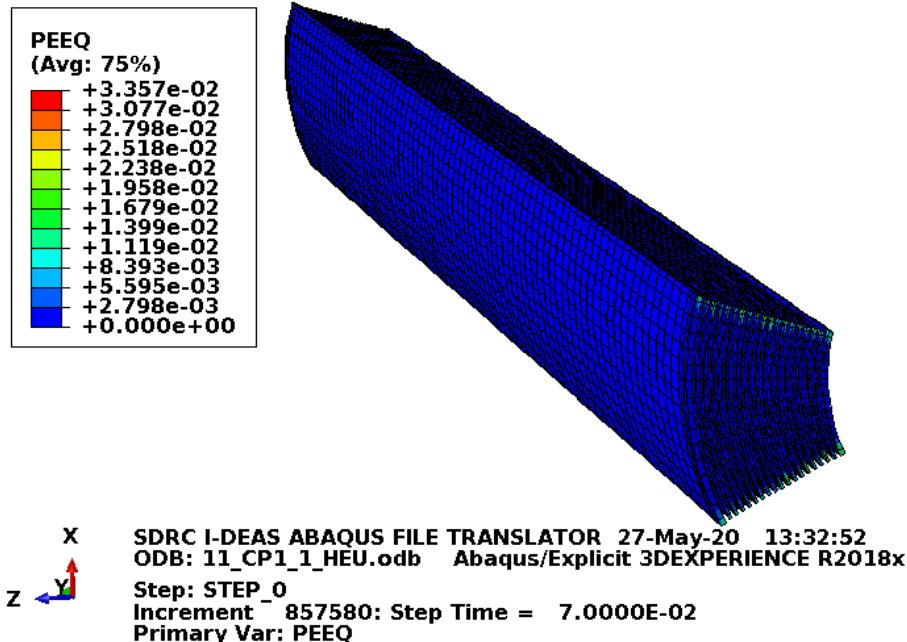 PEEQ
(Avg: 75%)
+3.357e-02
+3.077e-02
+2.798e-02
+2.518e-02
+2.238e-02
+1.958e-02
+1.679e-02
+1.399e-02
+1.119e-02
+8.393e-03
+5.595e-03
+2.798e-03
+0.000e+00
X
Y
Z
SDRC I-DEAS ABAQUS FILE TRANSLATOR 27-May-20 13:32:52
ODB: 11_CP1_1_HEU.odb Abaqus/Explicit 3DEXPERIENCE R2018x
Step: STEP_0
Increment 857580: Step Time = 7.0000E-02
Primary Var: PEEQ